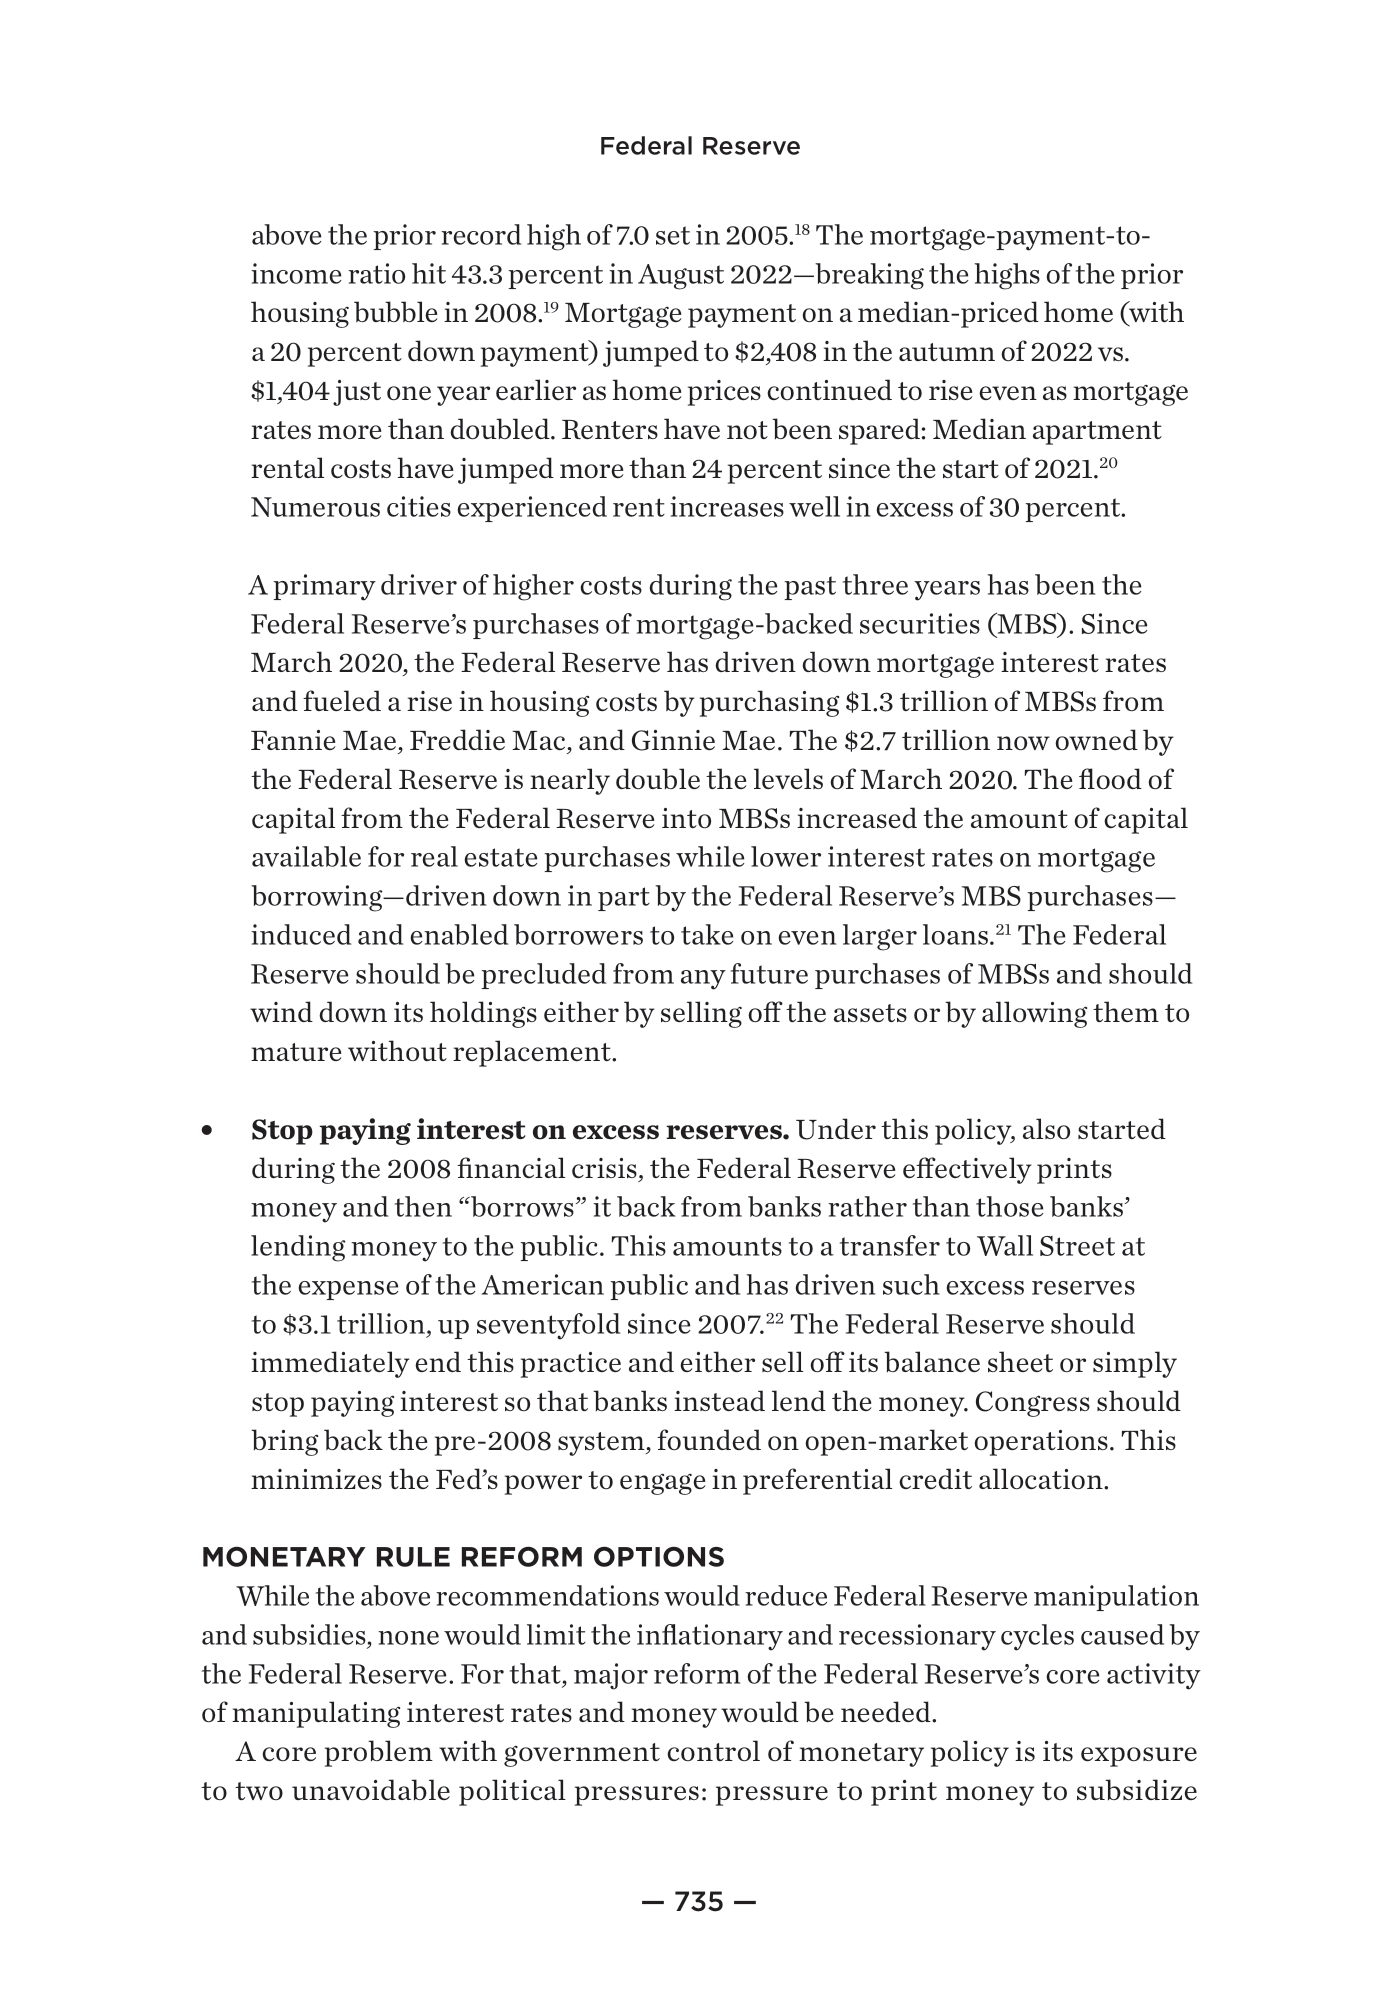 Federal Reserve
above the prior record high of 7.0 set in 2005.18 The mortgage-payment-to-
income ratio hit 43.3 percent in August 2022—breaking the highs of the prior
housing bubble in 2008.19 Mortgage payment on a median-priced home (with
a 20 percent down payment) jumped to $2,408 in the autumn of 2022 vs.
$1,404 just one year earlier as home prices continued to rise even as mortgage
rates more than doubled. Renters have not been spared: Median apartment
rental costs have jumped more than 24 percent since the start of 2021.20
Numerous cities experienced rent increases well in excess of 30 percent.
A primary driver of higher costs during the past three years has been the
Federal Reserve’s purchases of mortgage-backed securities (MBS). Since
March 2020, the Federal Reserve has driven down mortgage interest rates
and fueled a rise in housing costs by purchasing $1.3 trillion of MBSs from
Fannie Mae, Freddie Mac, and Ginnie Mae. The $2.7 trillion now owned by
the Federal Reserve is nearly double the levels of March 2020. The flood of
capital from the Federal Reserve into MBSs increased the amount of capital
available for real estate purchases while lower interest rates on mortgage
borrowing—driven down in part by the Federal Reserve’s MBS purchases—
induced and enabled borrowers to take on even larger loans.21 The Federal
Reserve should be precluded from any future purchases of MBSs and should
wind down its holdings either by selling off the assets or by allowing them to
mature without replacement.
• Stop paying interest on excess reserves. Under this policy, also started
during the 2008 financial crisis, the Federal Reserve effectively prints
money and then “borrows” it back from banks rather than those banks’
lending money to the public. This amounts to a transfer to Wall Street at
the expense of the American public and has driven such excess reserves
to $3.1 trillion, up seventyfold since 2007.22 The Federal Reserve should
immediately end this practice and either sell off its balance sheet or simply
stop paying interest so that banks instead lend the money. Congress should
bring back the pre-2008 system, founded on open-market operations. This
minimizes the Fed’s power to engage in preferential credit allocation.
MONETARY RULE REFORM OPTIONS
While the above recommendations would reduce Federal Reserve manipulation
and subsidies, none would limit the inflationary and recessionary cycles caused by
the Federal Reserve. For that, major reform of the Federal Reserve’s core activity
of manipulating interest rates and money would be needed.
A core problem with government control of monetary policy is its exposure
to two unavoidable political pressures: pressure to print money to subsidize
— 735 —